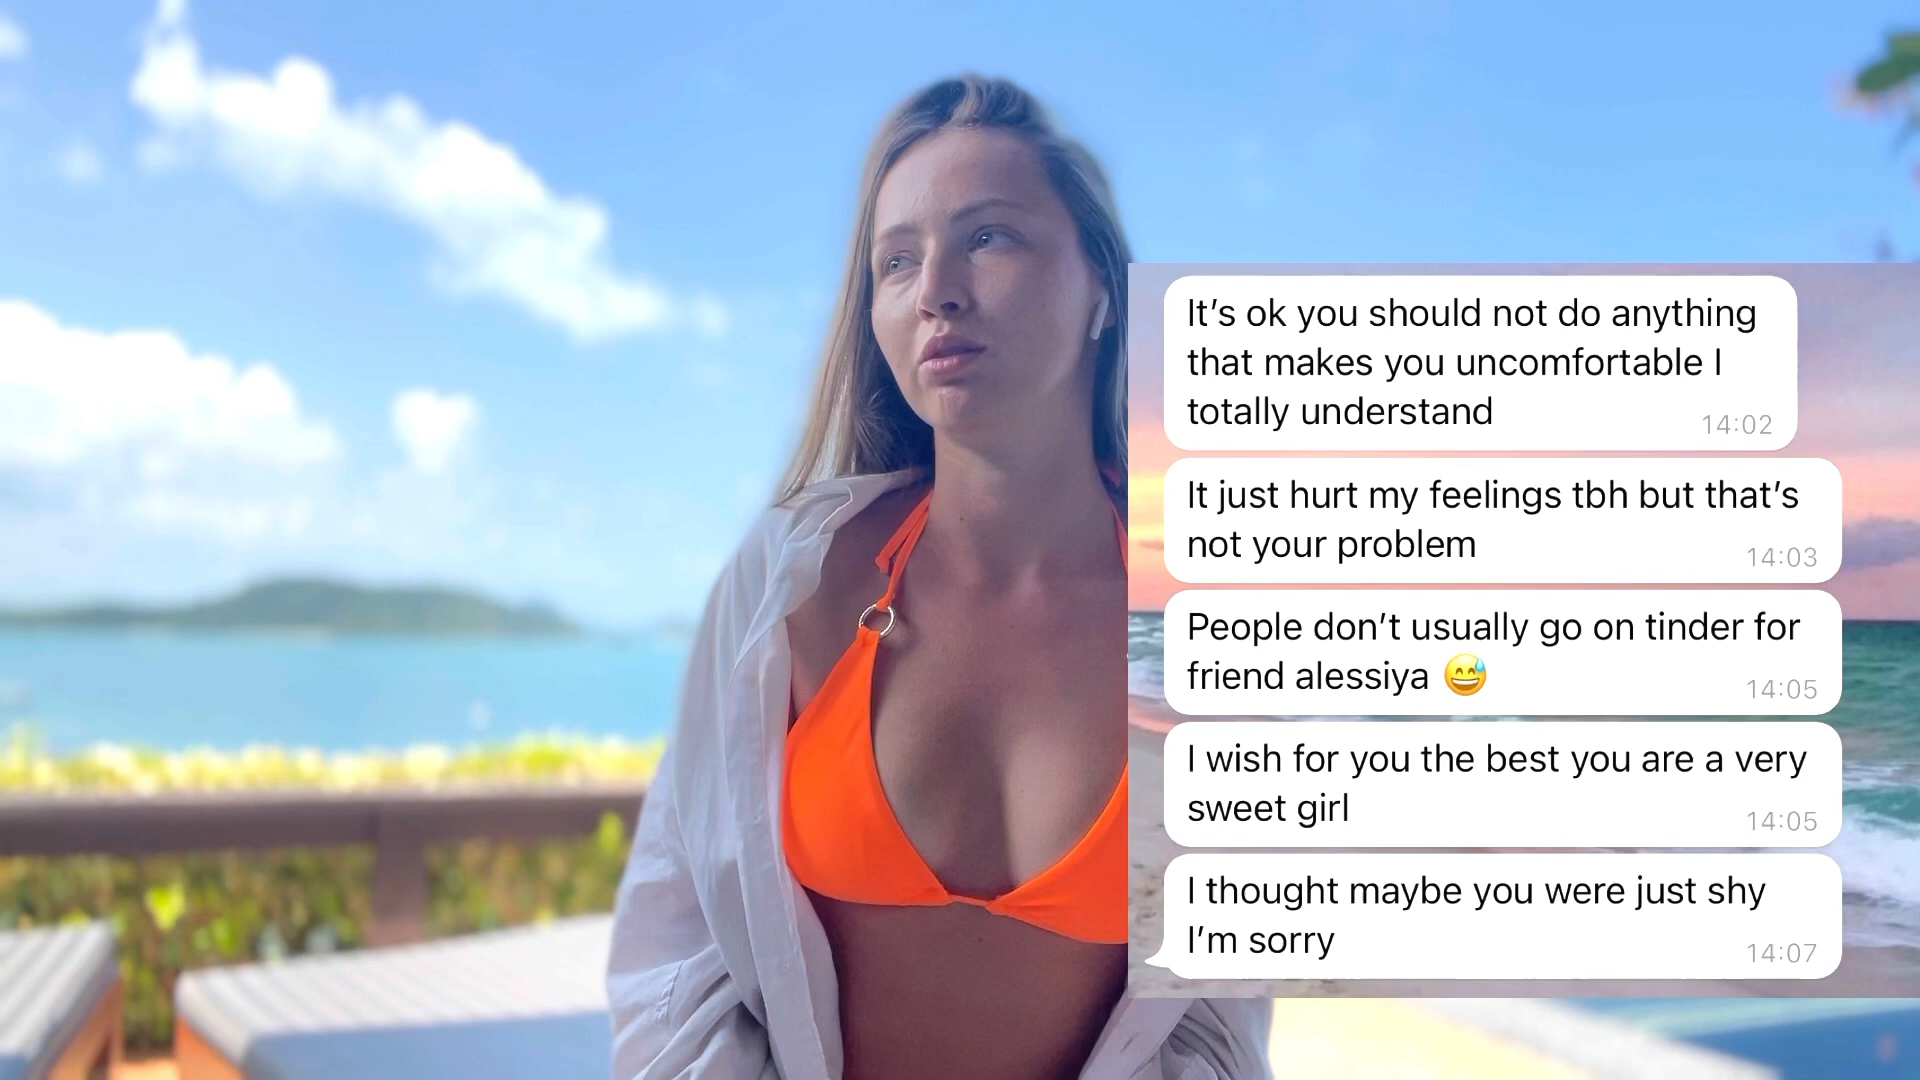 It’s ok you should not do anything
that makes you uncomfortable I
totally understand
14:02
It just hurt my feelings tbh but that’s
not your problem
14:03
People don’t usually go on tinder for
friend alessiya 😅
14:05
I wish for you the best you are a very
sweet girl
14:05
I thought maybe you were just shy
I’m sorry
14:07